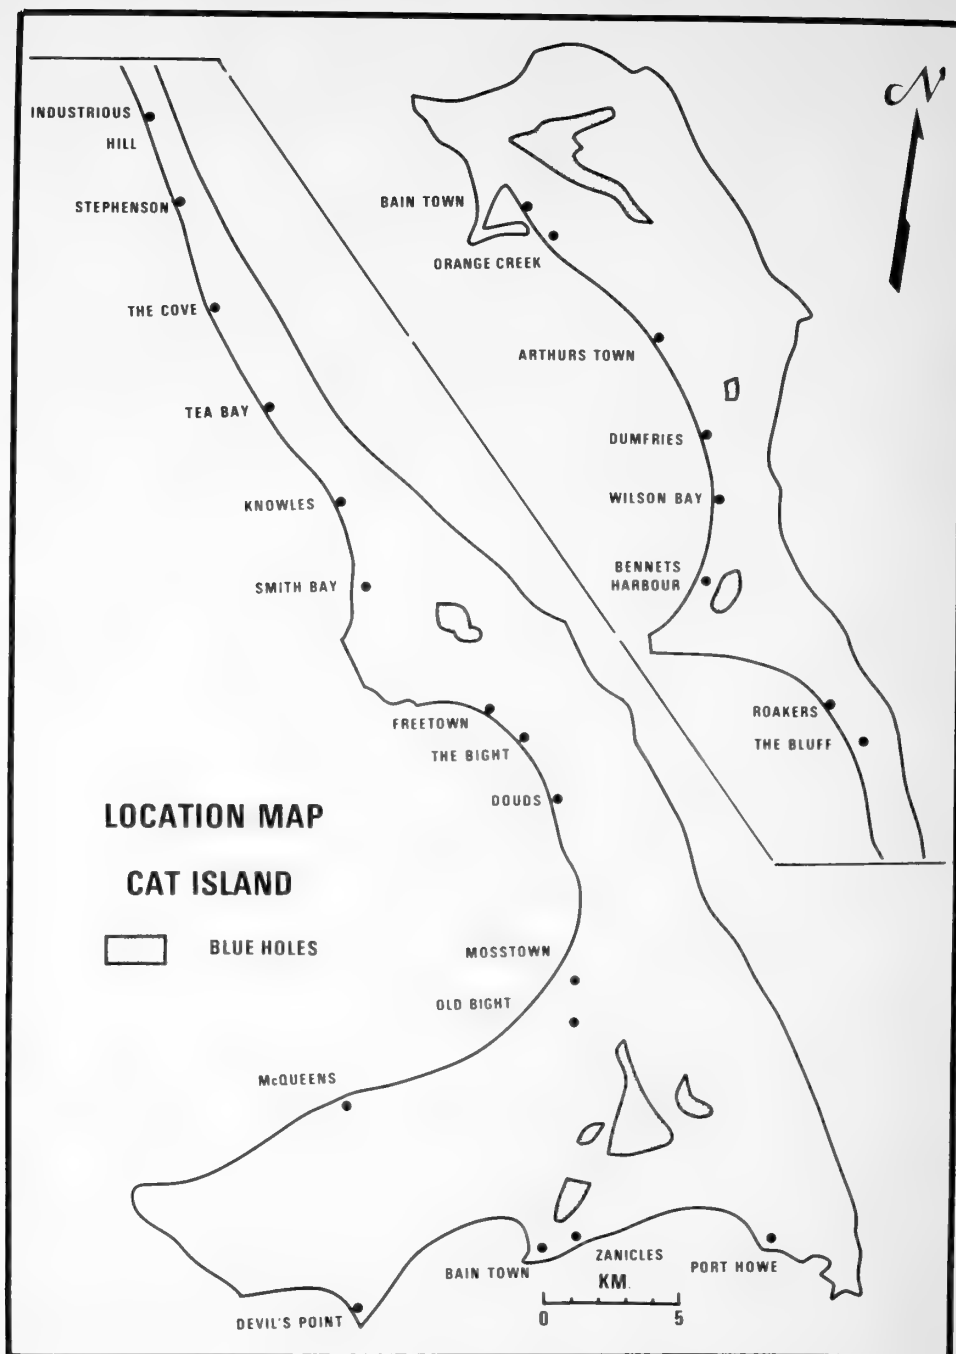 N
INDUSTRIOUS
HILL
STEPHENSON
THE COVE
TEA BAY
KNOWLES
SMITH BAY
FREETOWN
THE BIGHT
DOUDS
MOSSTOWN
OLD BIGHT
McQUEENS
DEVIL'S POINT
BAIN TOWN
ZANICLES
PORT HOWE
KM.
0 5
BAIN TOWN
ORANGE CREEK
ARTHURS TOWN
DUMFRIES
WILSON BAY
BENNETS
HARBOUR
ROAKERS
THE BLUFF
LOCATION MAP
CAT ISLAND
BLUE HOLES